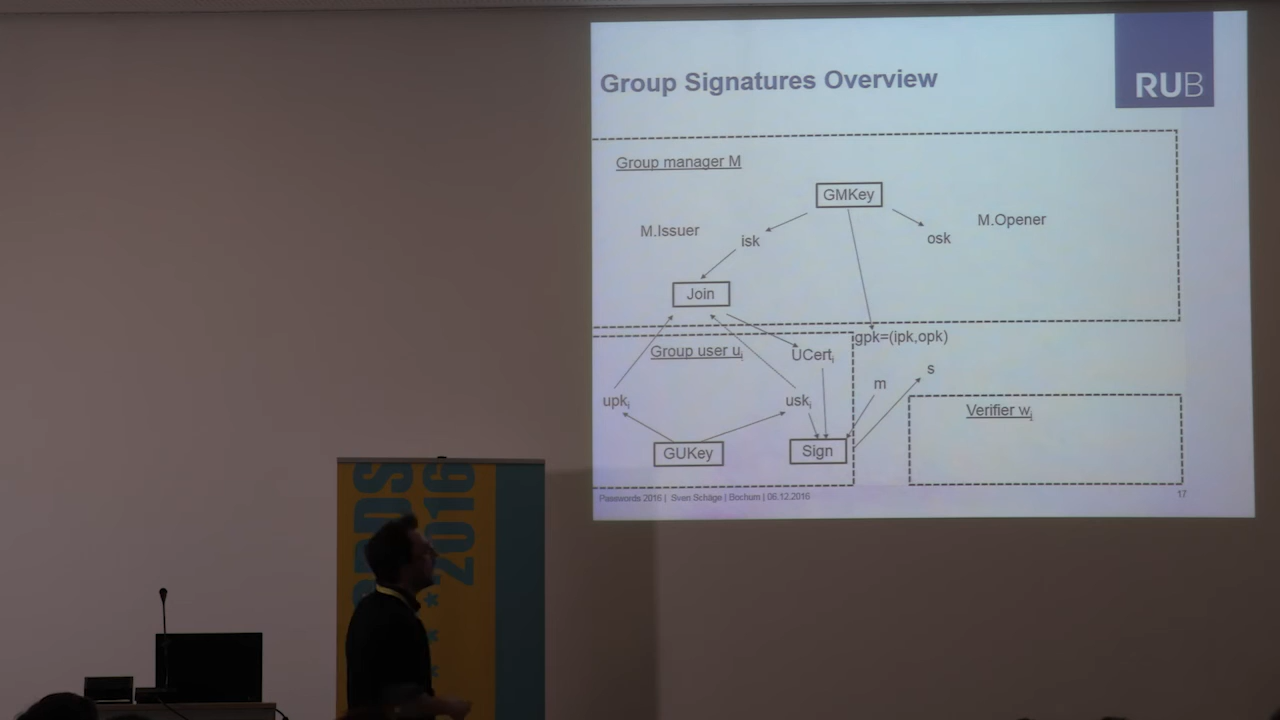 Group Signatures Overview
RUB
Group manager M
GMKey
M.Issuer
isk
osk
M.Opener
Join
gpk=(ipk,opk)
Group user ui
UCerti
s
m
upki
uski
Verifier wj
GUKey
Sign
Passwords 2016 | Sven Schäge | Bochum | 06.12.2016
17
2016